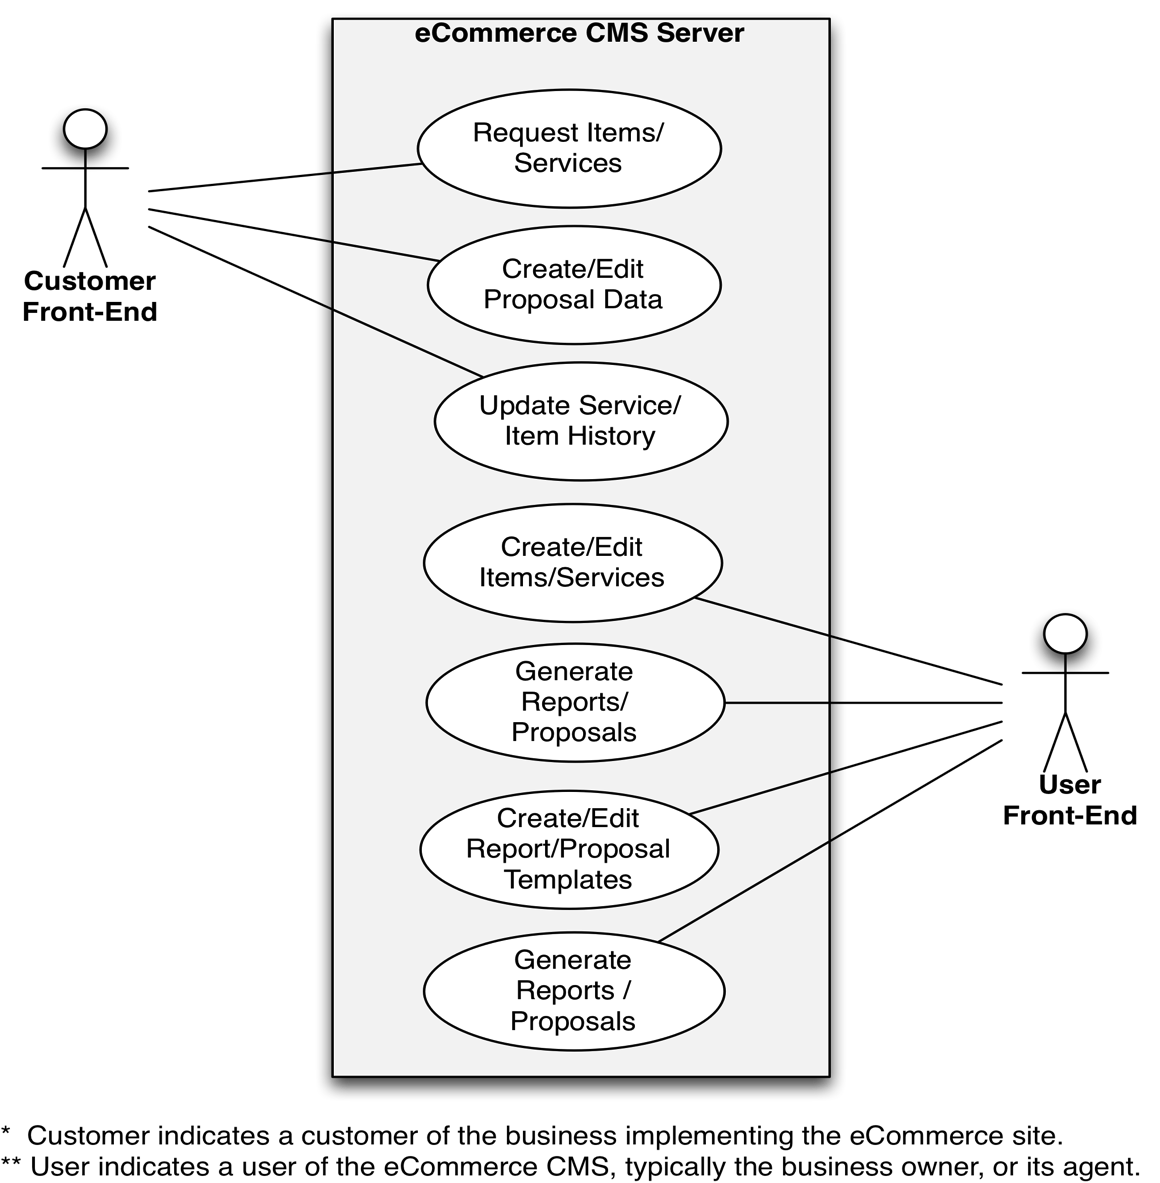 eCommerce CMS Server
Request Items/
Services
Create/Edit
Proposal Data
Customer
Front-End
Update Service/
Item History
Create/Edit
Items/Services
Generate
Reports/
Proposals
User
Front-End
Create/Edit
Report/Proposal
Templates
Generate
Reports /
Proposals
* Customer indicates a customer of the business implementing the eCommerce site.
** User indicates a user of the eCommerce CMS, typically the business owner, or its agent.